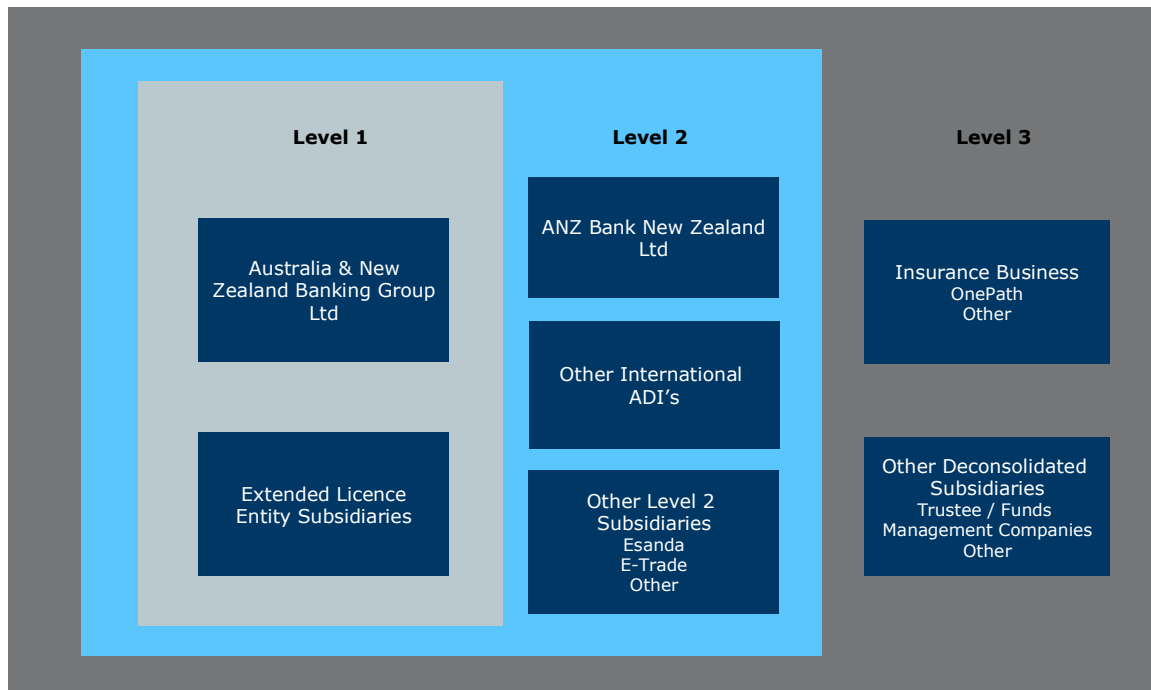 Level 1
Australia & New
Zealand Banking Group
Ltd
Extended Licence
Entity Subsidiaries
Level 2
ANZ Bank New Zealand
Ltd
Other International
ADI’s
Other Level 2
Subsidiaries
Esanda
E-Trade
Other
Level 3
Insurance Business
OnePath
Other
Other Deconsolidated
Subsidiaries
Trustee / Funds
Management Companies
Other